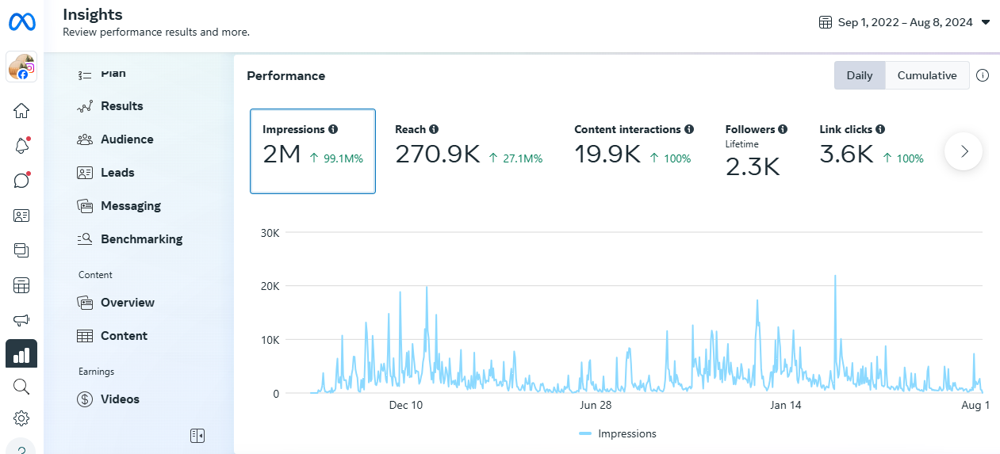 Insights
Review performance results and more.
Sep 1, 2022 – Aug 8, 2024
Plan
Results
Audience
Leads
Messaging
Benchmarking
Content
Overview
Content
Earnings
Videos
Performance
Daily
Cumulative
Impressions
2M ↑ 99.1M%
Reach
270.9K ↑ 27.1M%
Content interactions
19.9K ↑ 100%
Followers
Lifetime
2.3K
Link clicks
3.6K ↑ 100%
30K
20K
10K
0
Dec 10
Jun 28
Jan 14
Aug 1
Impressions